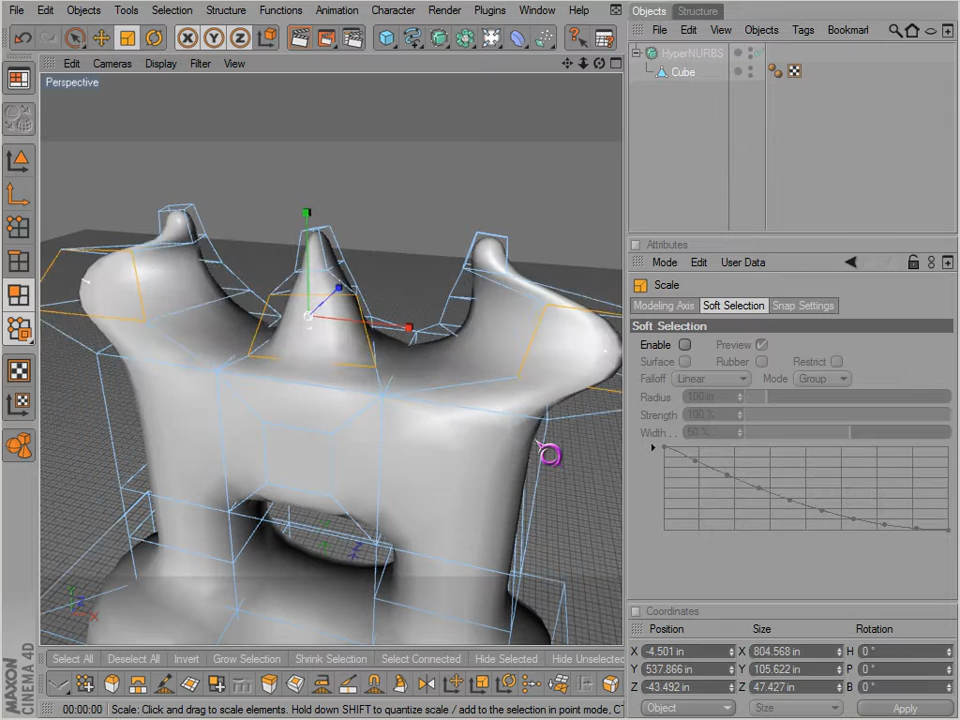 File Edit Objects Tools Selection Structure Functions Animation Character Render Plugins Window Help
Objects Structure
File Edit View Objects Tags Bookmark
HyperNURBS
Cube
Edit Cameras Display Filter View
Perspective
Attributes
Mode Edit User Data
Scale
Modeling Axis Soft Selection Snap Settings
Soft Selection
Enable Preview
Surface Rubber Restrict
Falloff Linear Mode Group
Radius 100 in
Strength 100 %
Width . . 50 %
X Y Z
X
Z
Coordinates
Position Size Rotation
X -4.501 in X 804.568 in H 0 °
Y 537.866 in Y 105.622 in P 0 °
Z -43.492 in Z 47.427 in B 0 °
Object Size Apply
Select All Deselect All Invert Grow Selection Shrink Selection Select Connected Hide Selected Hide Unselected
MAXON
CINEMA 4D
00:00:00 Scale: Click and drag to scale elements. Hold down SHIFT to quantize scale / add to the selection in point mode, CT